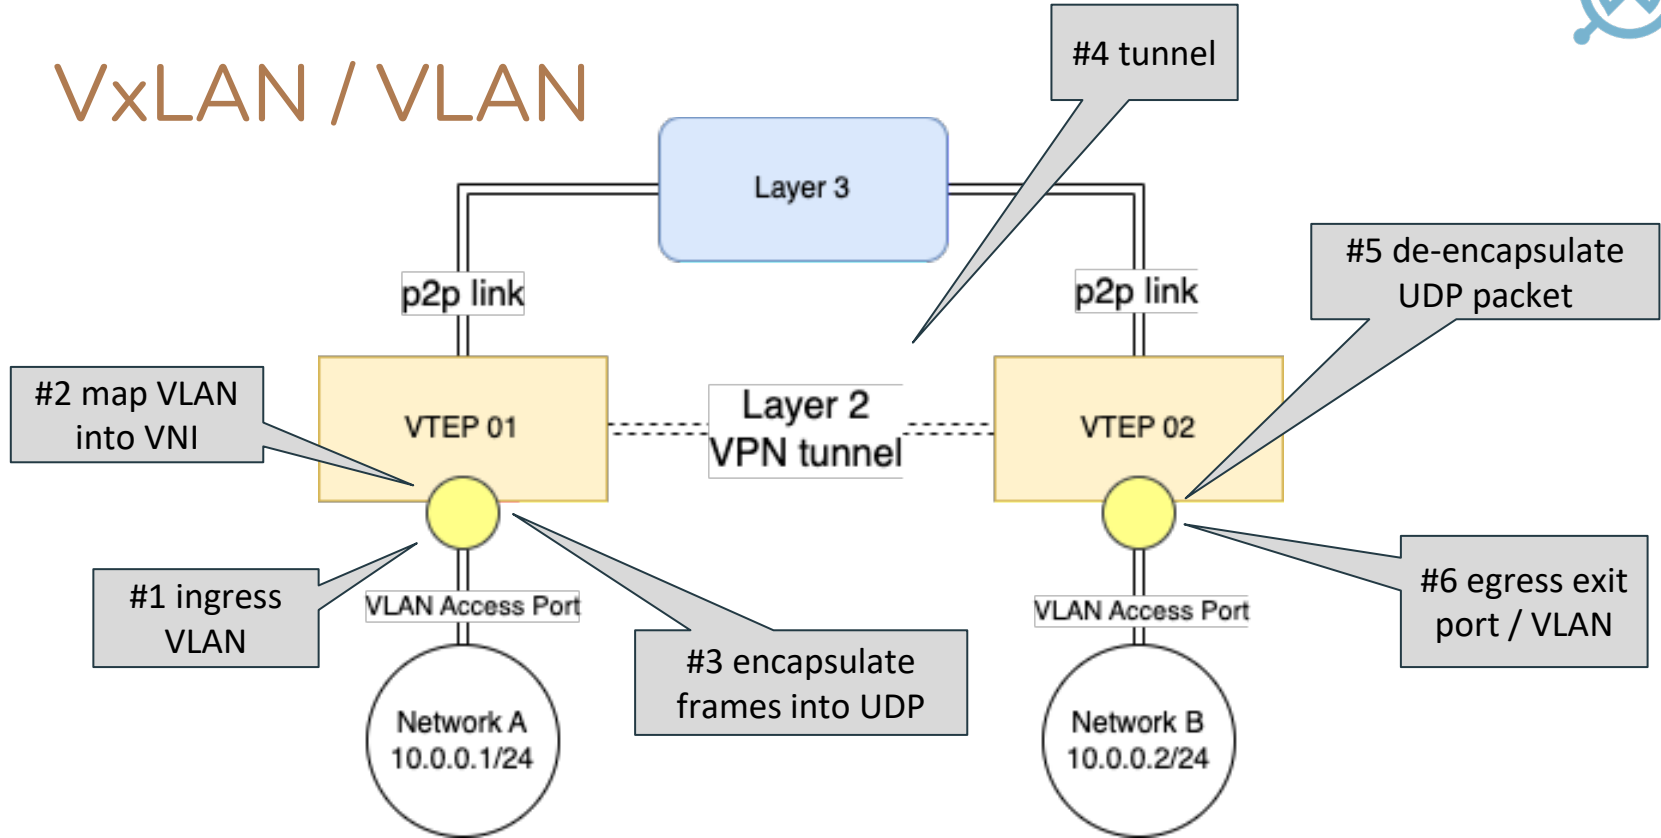 VxLAN / VLAN
#4 tunnel
Layer 3
p2p link
p2p link
#5 de-encapsulate
UDP packet
#2 map VLAN
into VNI
VTEP 01
Layer 2
VPN tunnel
VTEP 02
#1 ingress
VLAN
VLAN Access Port
#3 encapsulate
frames into UDP
VLAN Access Port
#6 egress exit
port / VLAN
Network A
10.0.0.1/24
Network B
10.0.0.2/24